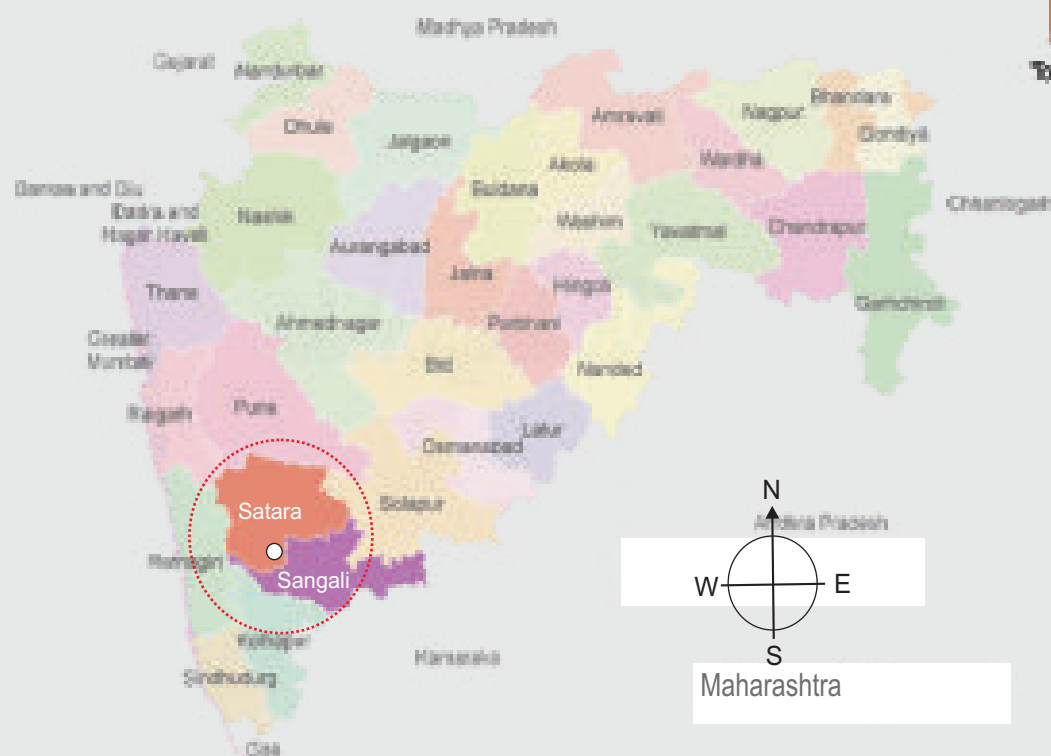 Madhya Pradesh
Gujarat
Nandurbar
To
Dhule
Jalgaon
Amravati
Nagpur
Bhandara
Gondiya
Wardha
Akola
Buldana
Washim
Daman and Diu
Dadra and
Nagar Haveli
Nashik
Aurangabad
Yavatmal
Chandrapur
Chhattisgarh
Jalna
Hingoli
Thane
Ahmednagar
Parbhani
Gadchiroli
Greater
Mumbai
Bid
Nanded
Raigarh
Pune
Latur
Osmanabad
Satara
Solapur
N
Andhra Pradesh
Ratnagiri
Sangali
W
E
Kolhapur
Karnataka
S
Sindhudurg
Maharashtra
Goa